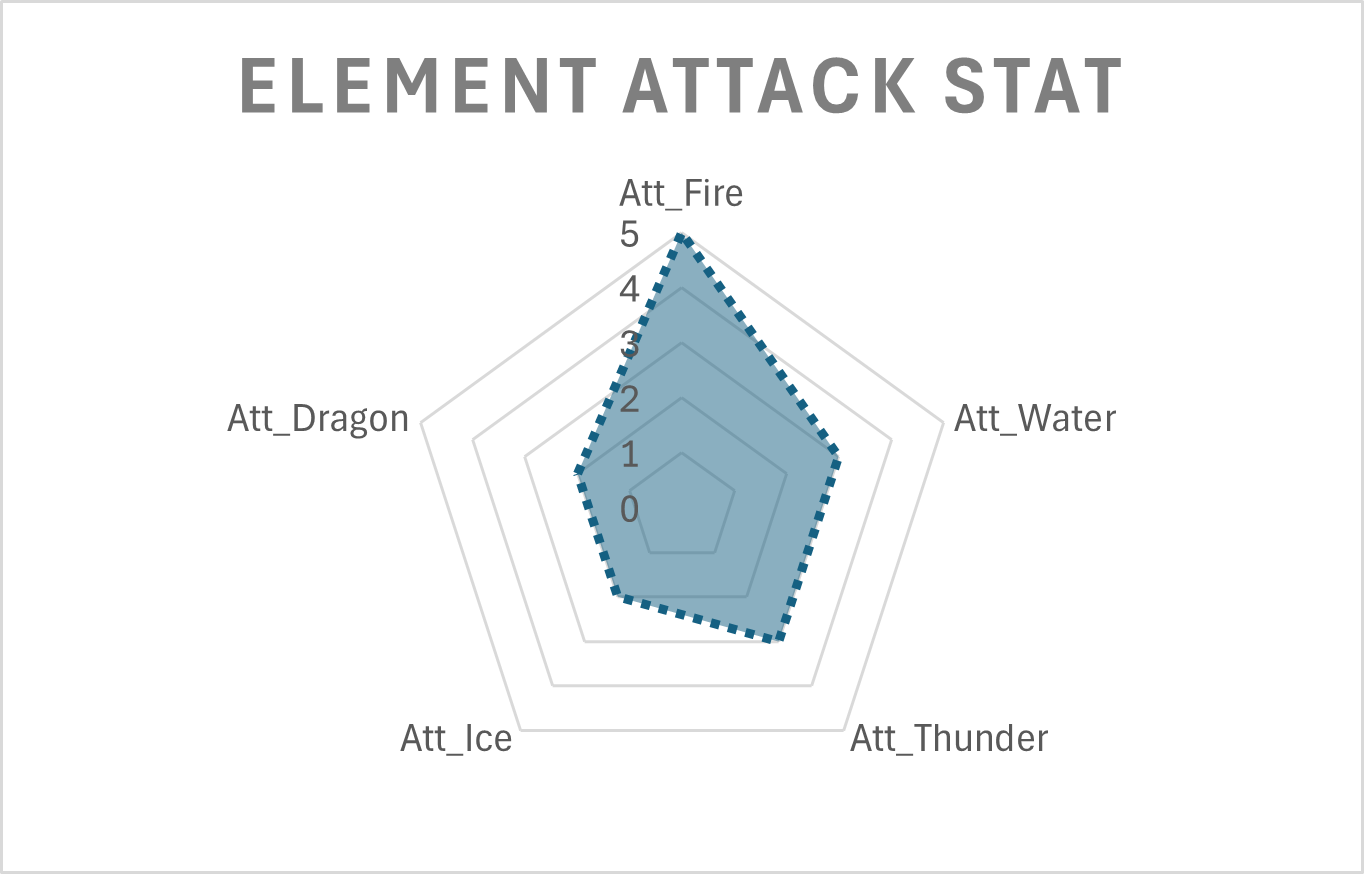 ELEMENT ATTACK STAT
Att_Fire
5
4
3
2
1
0
Att_Dragon
Att_Water
Att_Ice
Att_Thunder